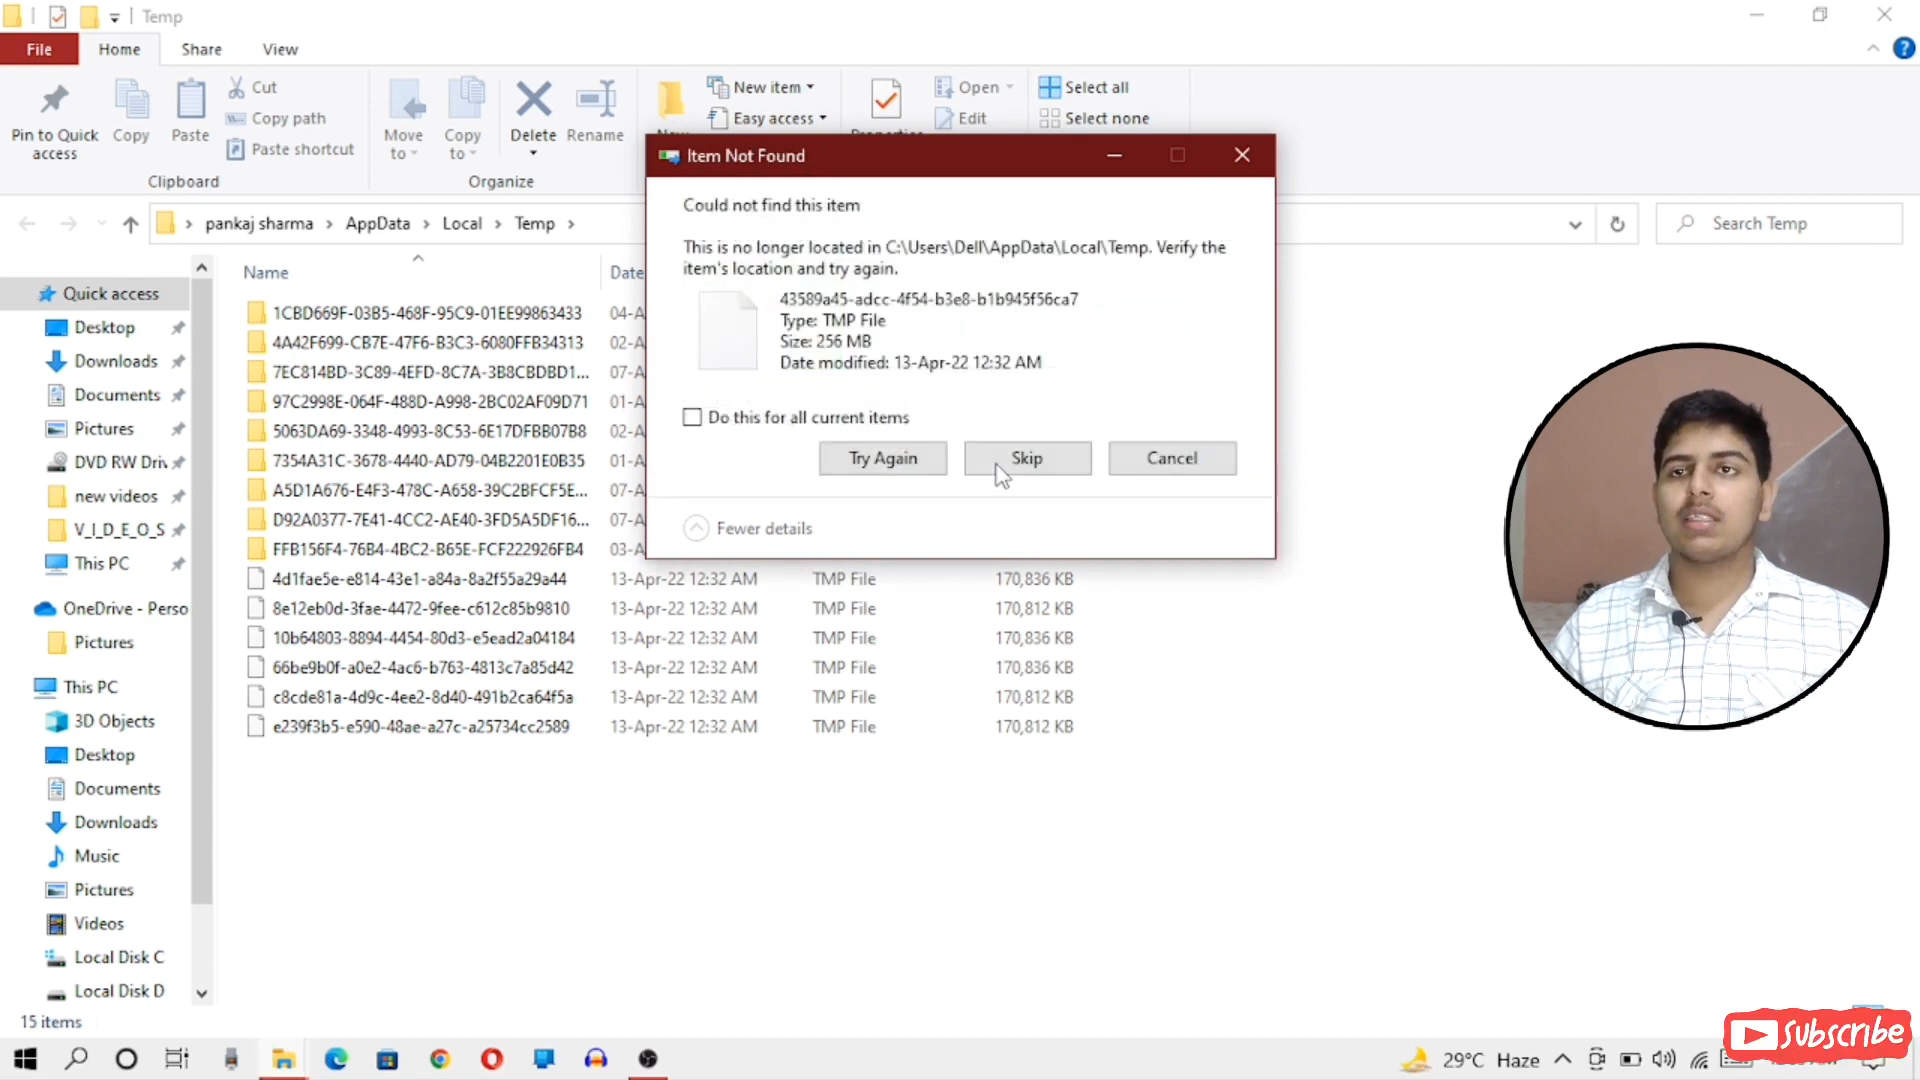 Temp
File
Home
Share
View
Pin to Quick access
Copy
Paste
Cut
Copy path
Paste shortcut
Clipboard
Move to
Copy to
Delete
Rename
Organize
New item
Easy access
Open
Edit
Select all
Select none
pankaj sharma
AppData
Local
Temp
Search Temp
Name
Date
Quick access
Desktop
Downloads
Documents
Pictures
DVD RW Driv
new videos
V_I_D_E_O_S
This PC
OneDrive - Perso
Pictures
This PC
3D Objects
Desktop
Documents
Downloads
Music
Pictures
Videos
Local Disk C
Local Disk D
1CBD669F-03B5-468F-95C9-01EE99863433 04-A
4A42F699-CB7E-47F6-B3C3-6080FFB34313 02-A
7EC814BD-3C89-4EFD-8C7A-3B8CBDBD1... 07-A
97C2998E-064F-488D-A998-2BC02AF09D71 01-A
5063DA69-3348-4993-8C53-6E17DFBB07B8 02-A
7354A31C-3678-4440-AD79-04B2201E0B35 01-A
A5D1A676-E4F3-478C-A658-39C2BFCF5E... 07-A
D92A0377-7E41-4CC2-AE40-3FD5A5DF16... 07-A
FFB156F4-76B4-4BC2-B65E-FCF222926FB4 03-A
4d1fae5e-e814-43e1-a84a-8a2f55a29a44 13-Apr-22 12:32 AM TMP File 170,836 KB
8e12eb0d-3fae-4472-9fee-c612c85b9810 13-Apr-22 12:32 AM TMP File 170,812 KB
10b64803-8894-4454-80d3-e5ead2a04184 13-Apr-22 12:32 AM TMP File 170,836 KB
66be9b0f-a0e2-4ac6-b763-4813c7a85d42 13-Apr-22 12:32 AM TMP File 170,836 KB
c8cde81a-4d9c-4ee2-8d40-491b2ca64f5a 13-Apr-22 12:32 AM TMP File 170,812 KB
e239f3b5-e590-48ae-a27c-a25734cc2589 13-Apr-22 12:32 AM TMP File 170,812 KB
Item Not Found
Could not find this item
This is no longer located in C:\Users\Dell\AppData\Local\Temp. Verify the
item's location and try again.
43589a45-adcc-4f54-b3e8-b1b945f56ca7
Type: TMP File
Size: 256 MB
Date modified: 13-Apr-22 12:32 AM
Do this for all current items
Try Again
Skip
Cancel
Fewer details
15 items
29°C Haze
Subscribe